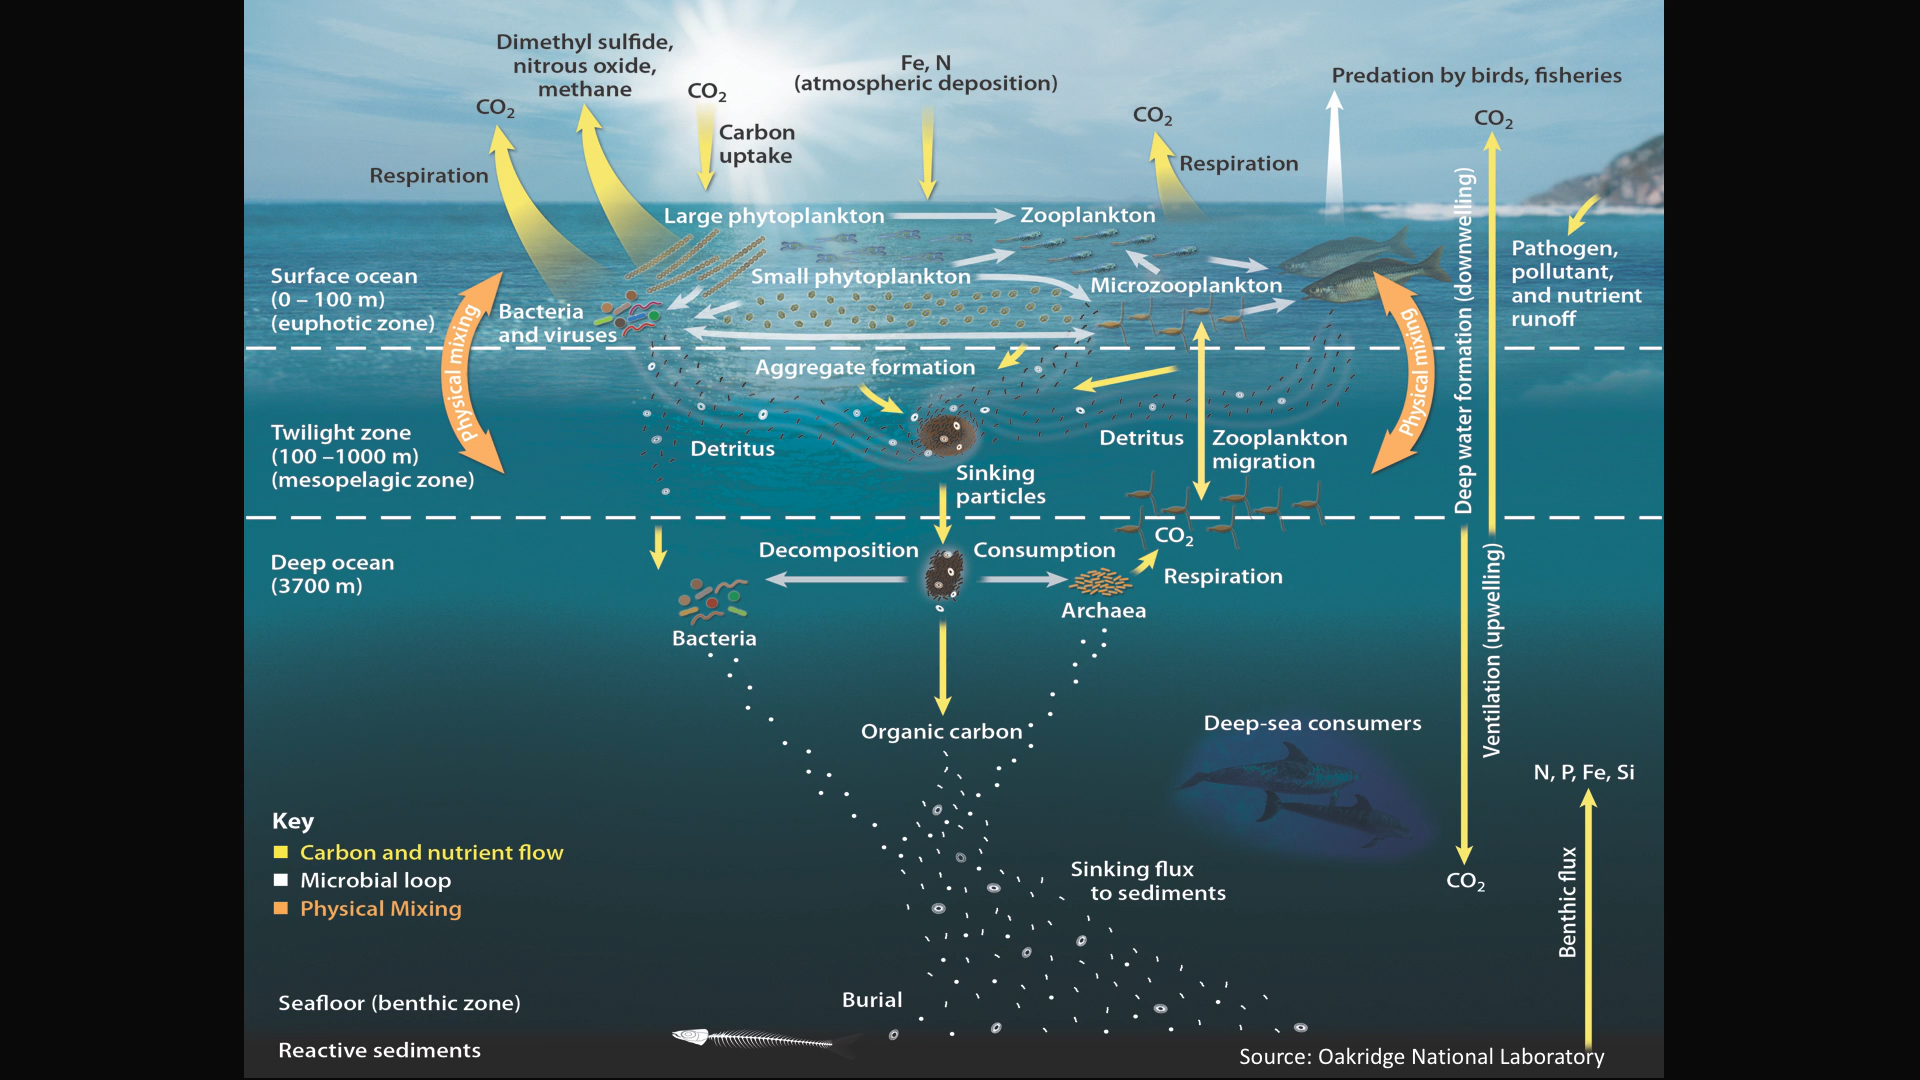 Dimethyl sulfide,
nitrous oxide,
methane
CO₂
Respiration
CO₂
Carbon
uptake
Fe, N
(atmospheric deposition)
CO₂
Respiration
Predation by birds, fisheries
CO₂
Large phytoplankton
Zooplankton
Small phytoplankton
Microzooplankton
Bacteria
and viruses
Surface ocean
(0 – 100 m)
(euphotic zone)
Physical mixing
Physical mixing
Deep water formation (downwelling)
Pathogen,
pollutant,
and nutrient
runoff
Aggregate formation
Twilight zone
(100 –1000 m)
(mesopelagic zone)
Detritus
Detritus
Zooplankton
migration
Sinking
particles
Deep ocean
(3700 m)
Decomposition
Consumption
CO₂
Respiration
Archaea
Bacteria
Ventilation (upwelling)
Organic carbon
Deep-sea consumers
N, P, Fe, Si
Key
Carbon and nutrient flow
Microbial loop
Physical Mixing
Sinking flux
to sediments
CO₂
Benthic flux
Seafloor (benthic zone)
Burial
Reactive sediments
Source: Oakridge National Laboratory